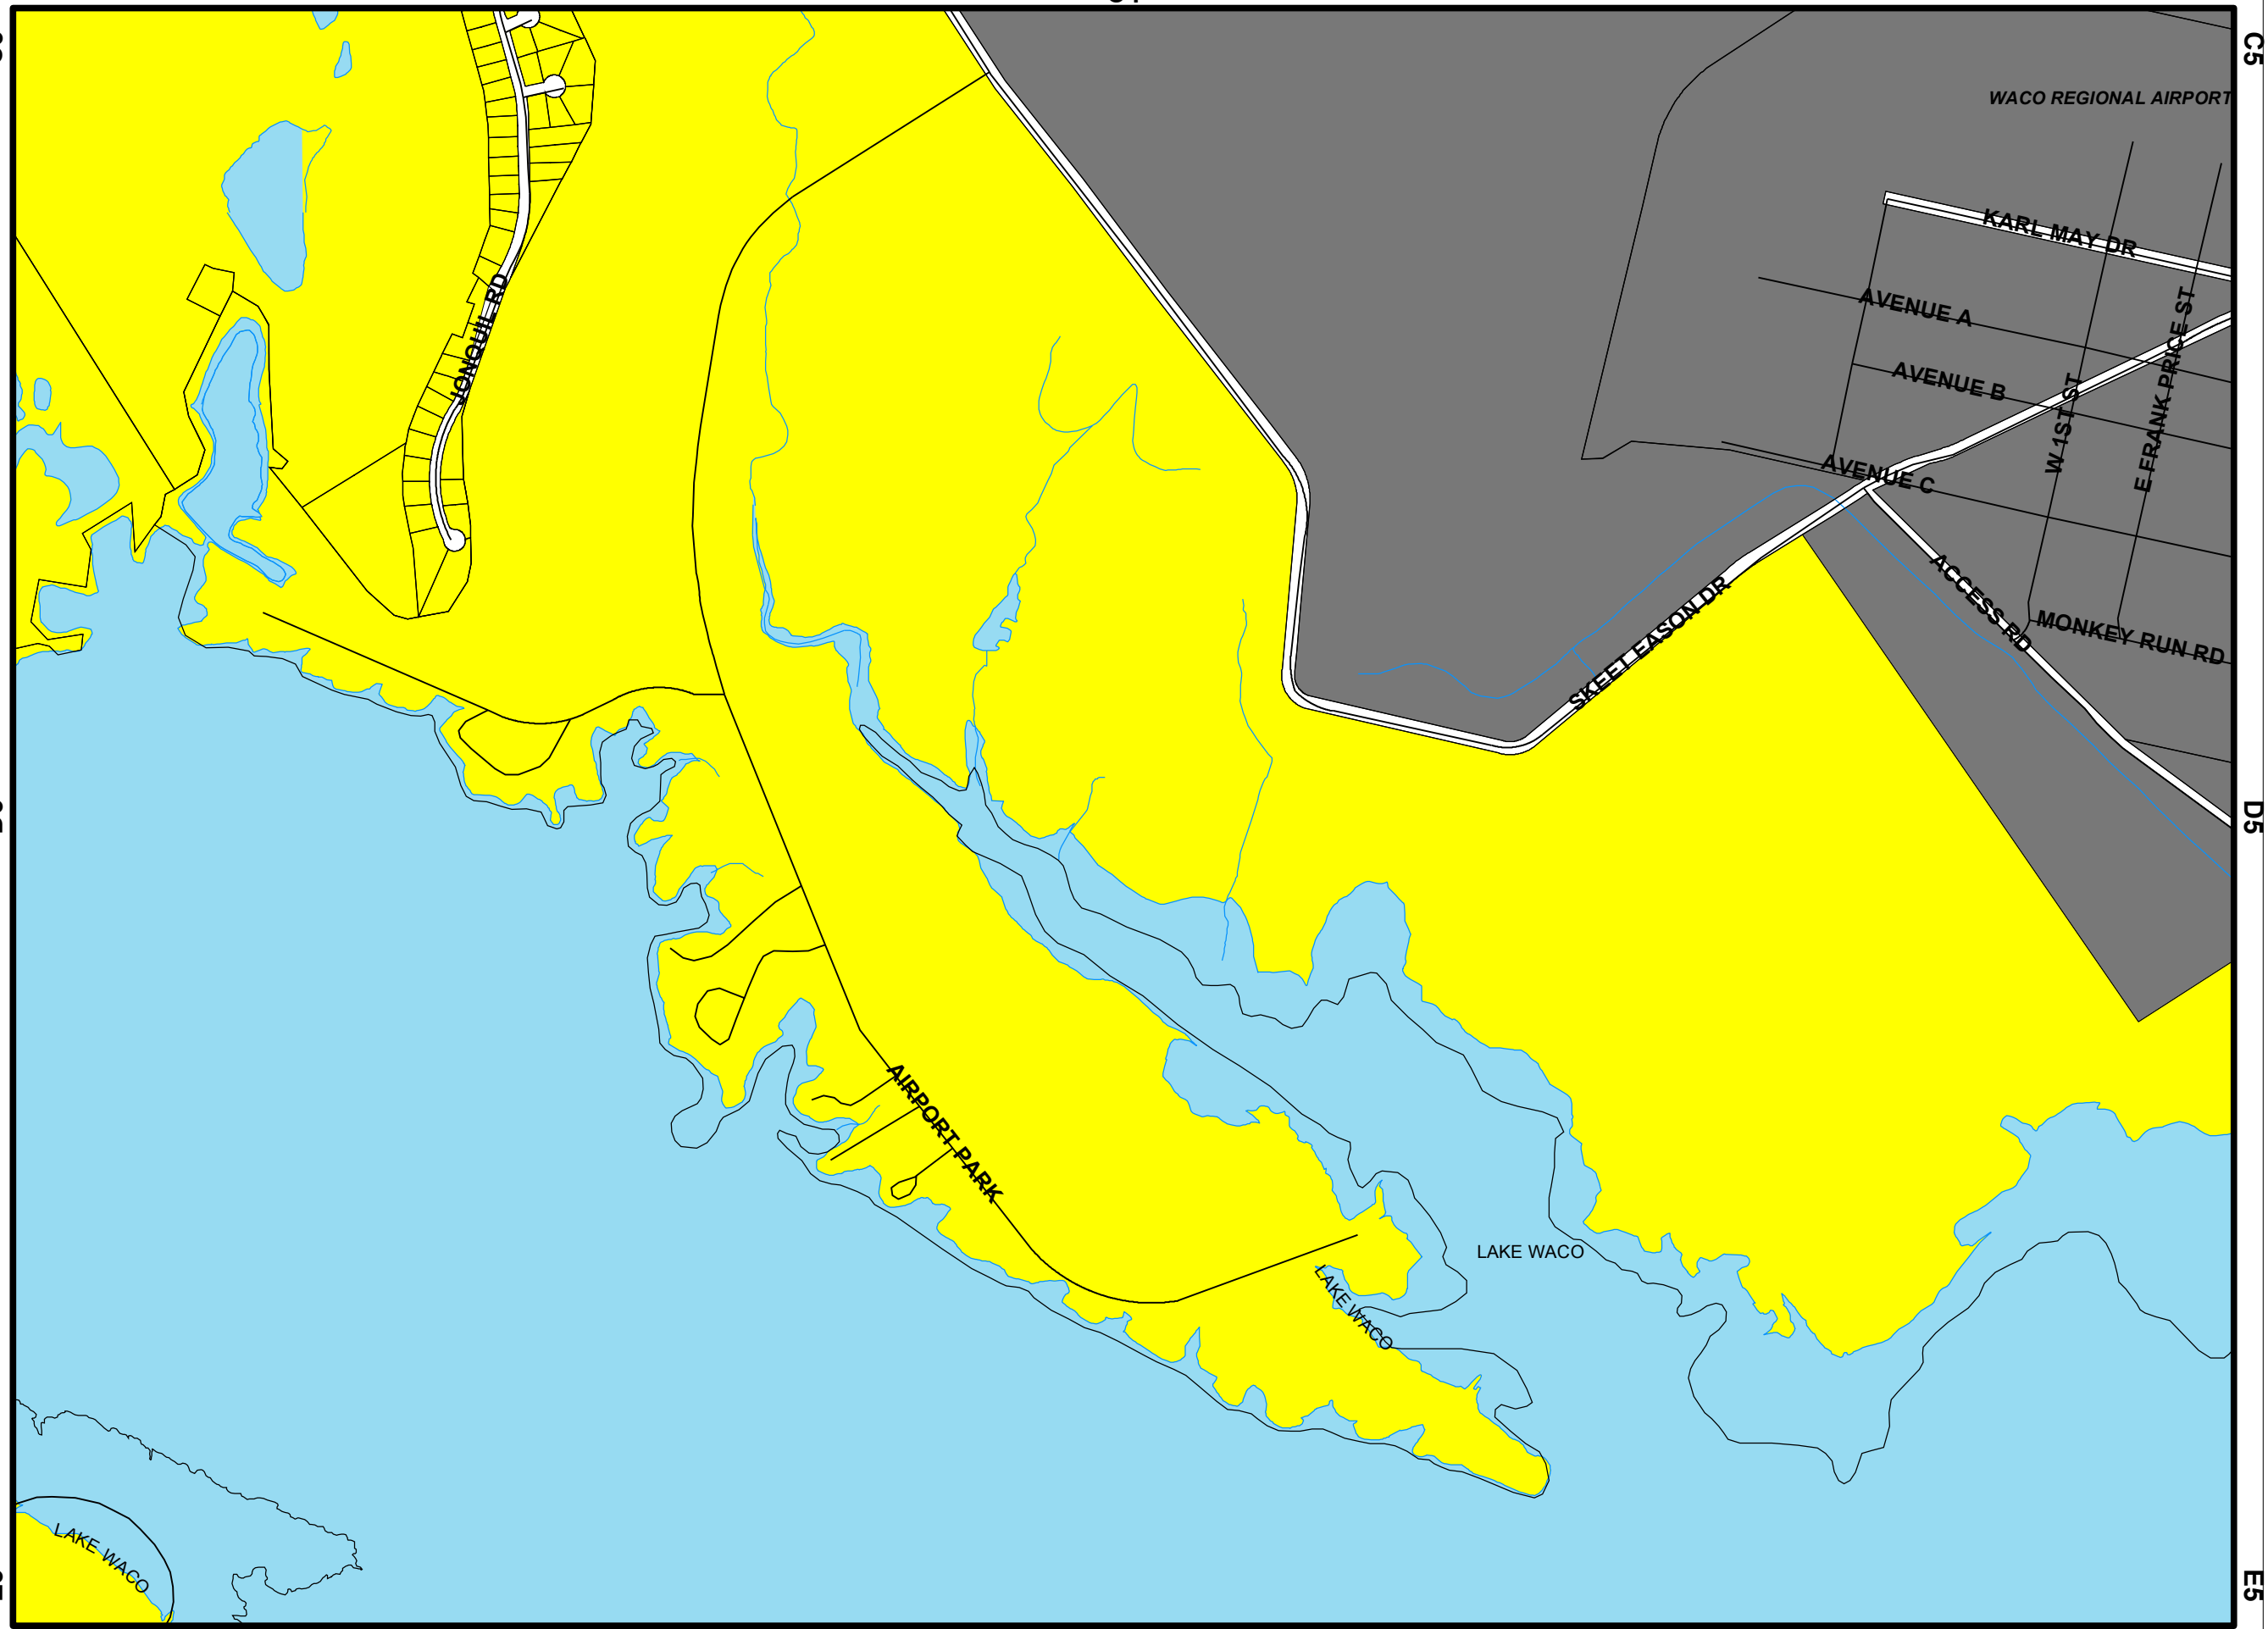 C5
WACO REGIONAL AIRPORT
KARL MAY DR
AVENUE A
JONQUIL RD
E FRANK PRICE ST
AVENUE B
W 1ST ST
AVENUE C
ACCESS RD
SKEET EASON DR
MONKEY RUN RD
D5
AIRPORT PARK
LAKE WACO
LAKE WACO
LAKE WACO
E5